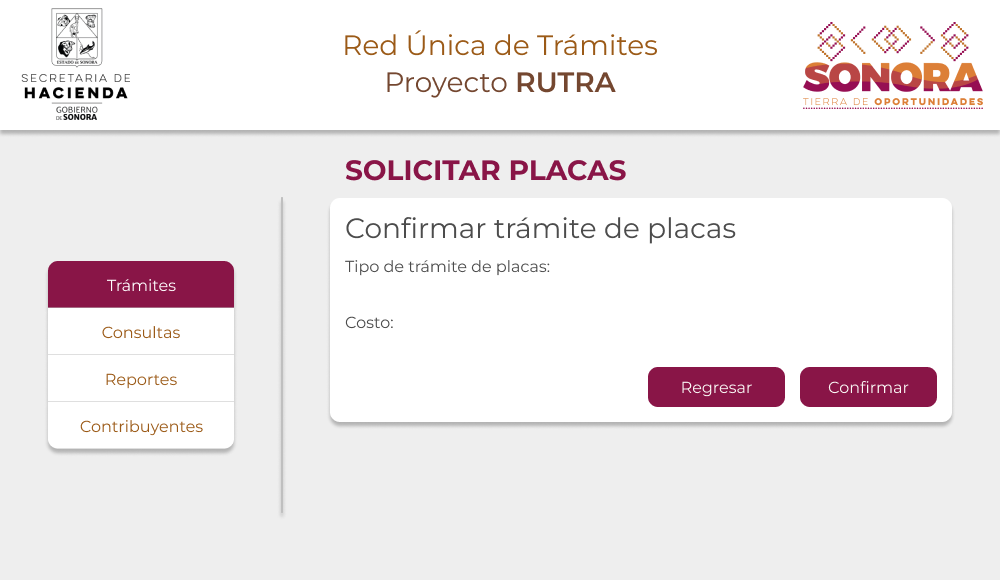 ESTADO de SONORA
SECRETARIA DE
HACIENDA
GOBIERNO
DE SONORA
Red Única de Trámites
Proyecto RUTRA
SONORA
TIERRA DE OPORTUNIDADES
SOLICITAR PLACAS
Trámites
Consultas
Reportes
Contribuyentes
Confirmar trámite de placas
Tipo de trámite de placas:
Costo:
Regresar
Confirmar